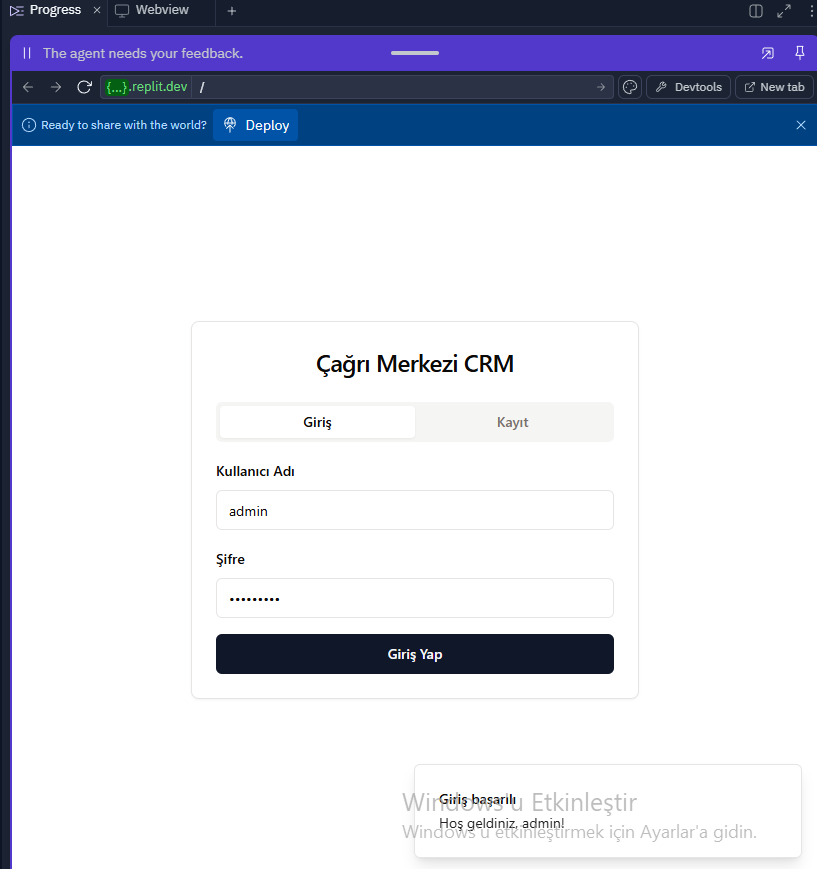 Progress
Webview
The agent needs your feedback.
{...}.replit.dev /
Devtools
New tab
Ready to share with the world?
Deploy
Çağrı Merkezi CRM
Giriş
Kayıt
Kullanıcı Adı
admin
Şifre
Giriş Yap
Giriş başarılı
Hoş geldiniz, admin!
Windows'u Etkinleştir
Windows'u etkinleştirmek için Ayarlar'a gidin.